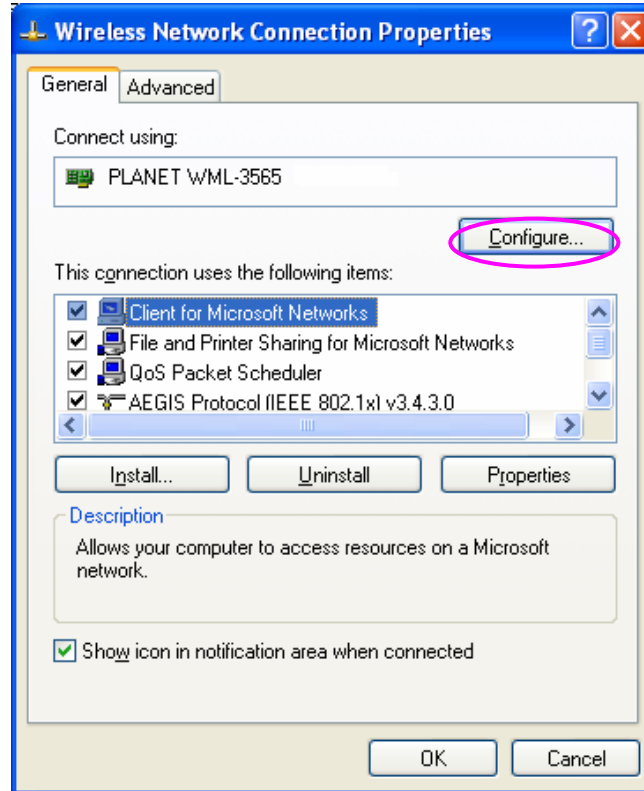 Wireless Network Connection Properties
General Advanced
Connect using:
PLANET WML-3565
Configure...
This connection uses the following items:
Client for Microsoft Networks
File and Printer Sharing for Microsoft Networks
QoS Packet Scheduler
AEGIS Protocol (IEEE 802.1x) v3.4.3.0
Install... Uninstall Properties
Description
Allows your computer to access resources on a Microsoft
network.
Show icon in notification area when connected
OK Cancel